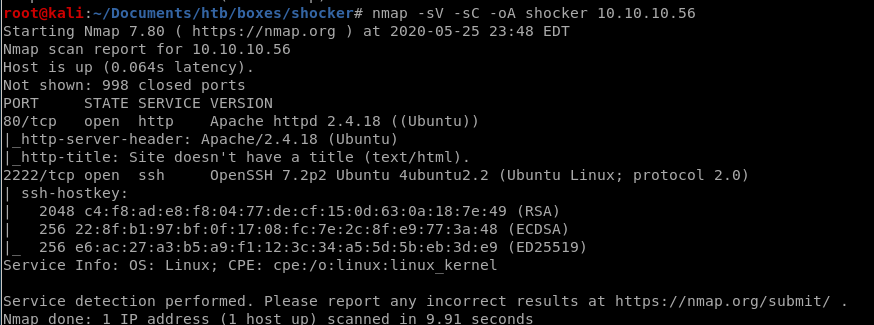 root@kali:~/Documents/htb/boxes/shocker# nmap -sV -sC -oA shocker 10.10.10.56
Starting Nmap 7.80 ( https://nmap.org ) at 2020-05-25 23:48 EDT
Nmap scan report for 10.10.10.56
Host is up (0.064s latency).
Not shown: 998 closed ports
PORT     STATE SERVICE VERSION
80/tcp   open  http    Apache httpd 2.4.18 ((Ubuntu))
|_http-server-header: Apache/2.4.18 (Ubuntu)
|_http-title: Site doesn't have a title (text/html).
2222/tcp open  ssh     OpenSSH 7.2p2 Ubuntu 4ubuntu2.2 (Ubuntu Linux; protocol 2.0)
| ssh-hostkey:
|   2048 c4:f8:ad:e8:f8:04:77:de:cf:15:0d:63:0a:18:7e:49 (RSA)
|   256 22:8f:b1:97:bf:0f:17:08:fc:7e:2c:8f:e9:77:3a:48 (ECDSA)
|_  256 e6:ac:27:a3:b5:a9:f1:12:3c:34:a5:5d:5b:eb:3d:e9 (ED25519)
Service Info: OS: Linux; CPE: cpe:/o:linux:linux_kernel

Service detection performed. Please report any incorrect results at https://nmap.org/submit/ .
Nmap done: 1 IP address (1 host up) scanned in 9.91 seconds